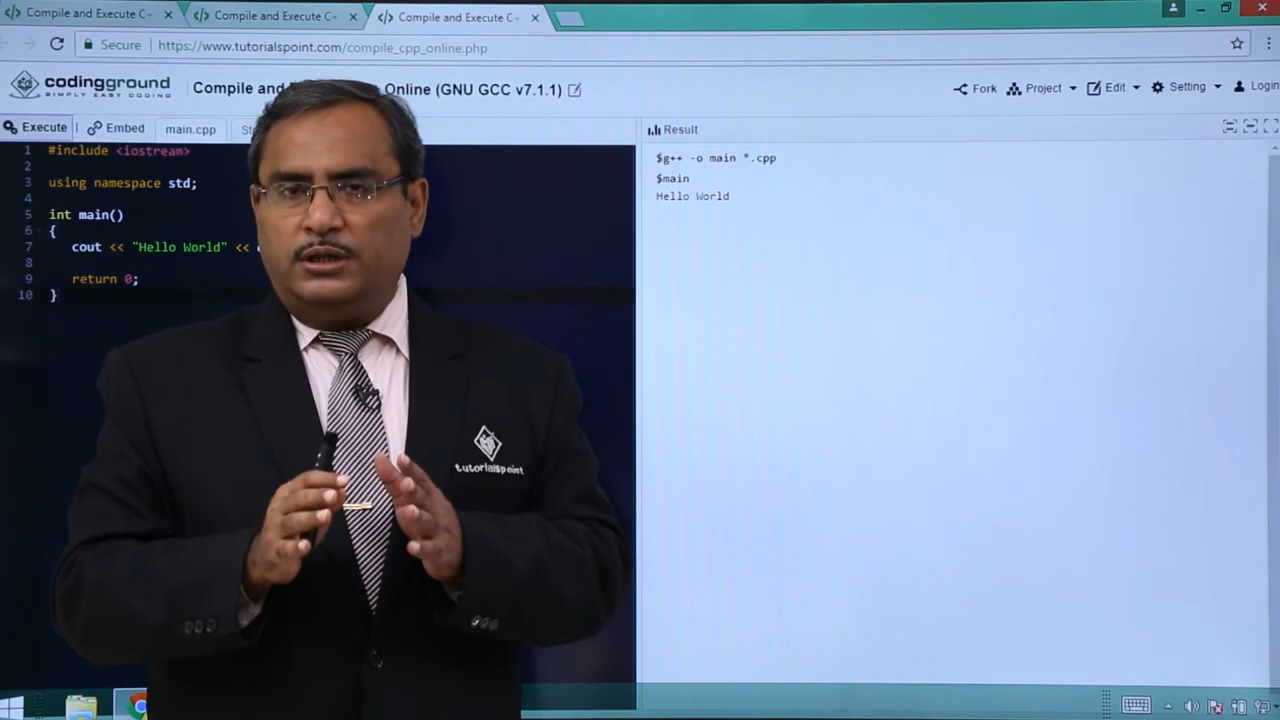 Compile and Execute C- Compile and Execute C- Compile and Execute C-
Secure https://www.tutorialspoint.com/compile_cpp_online.php
codingground Compile and Online (GNU GCC v7.1.1) Fork Project Edit Setting Login
SIMPLY EASY CODING
Execute Embed main.cpp Result
1 #include <iostream>
2
3 using namespace std;
4
5 int main()
6 {
7 cout << "Hello World" <<
8
9 return 0;
10 }
$g++ -o main *.cpp
$main
Hello World
tutorialspoint